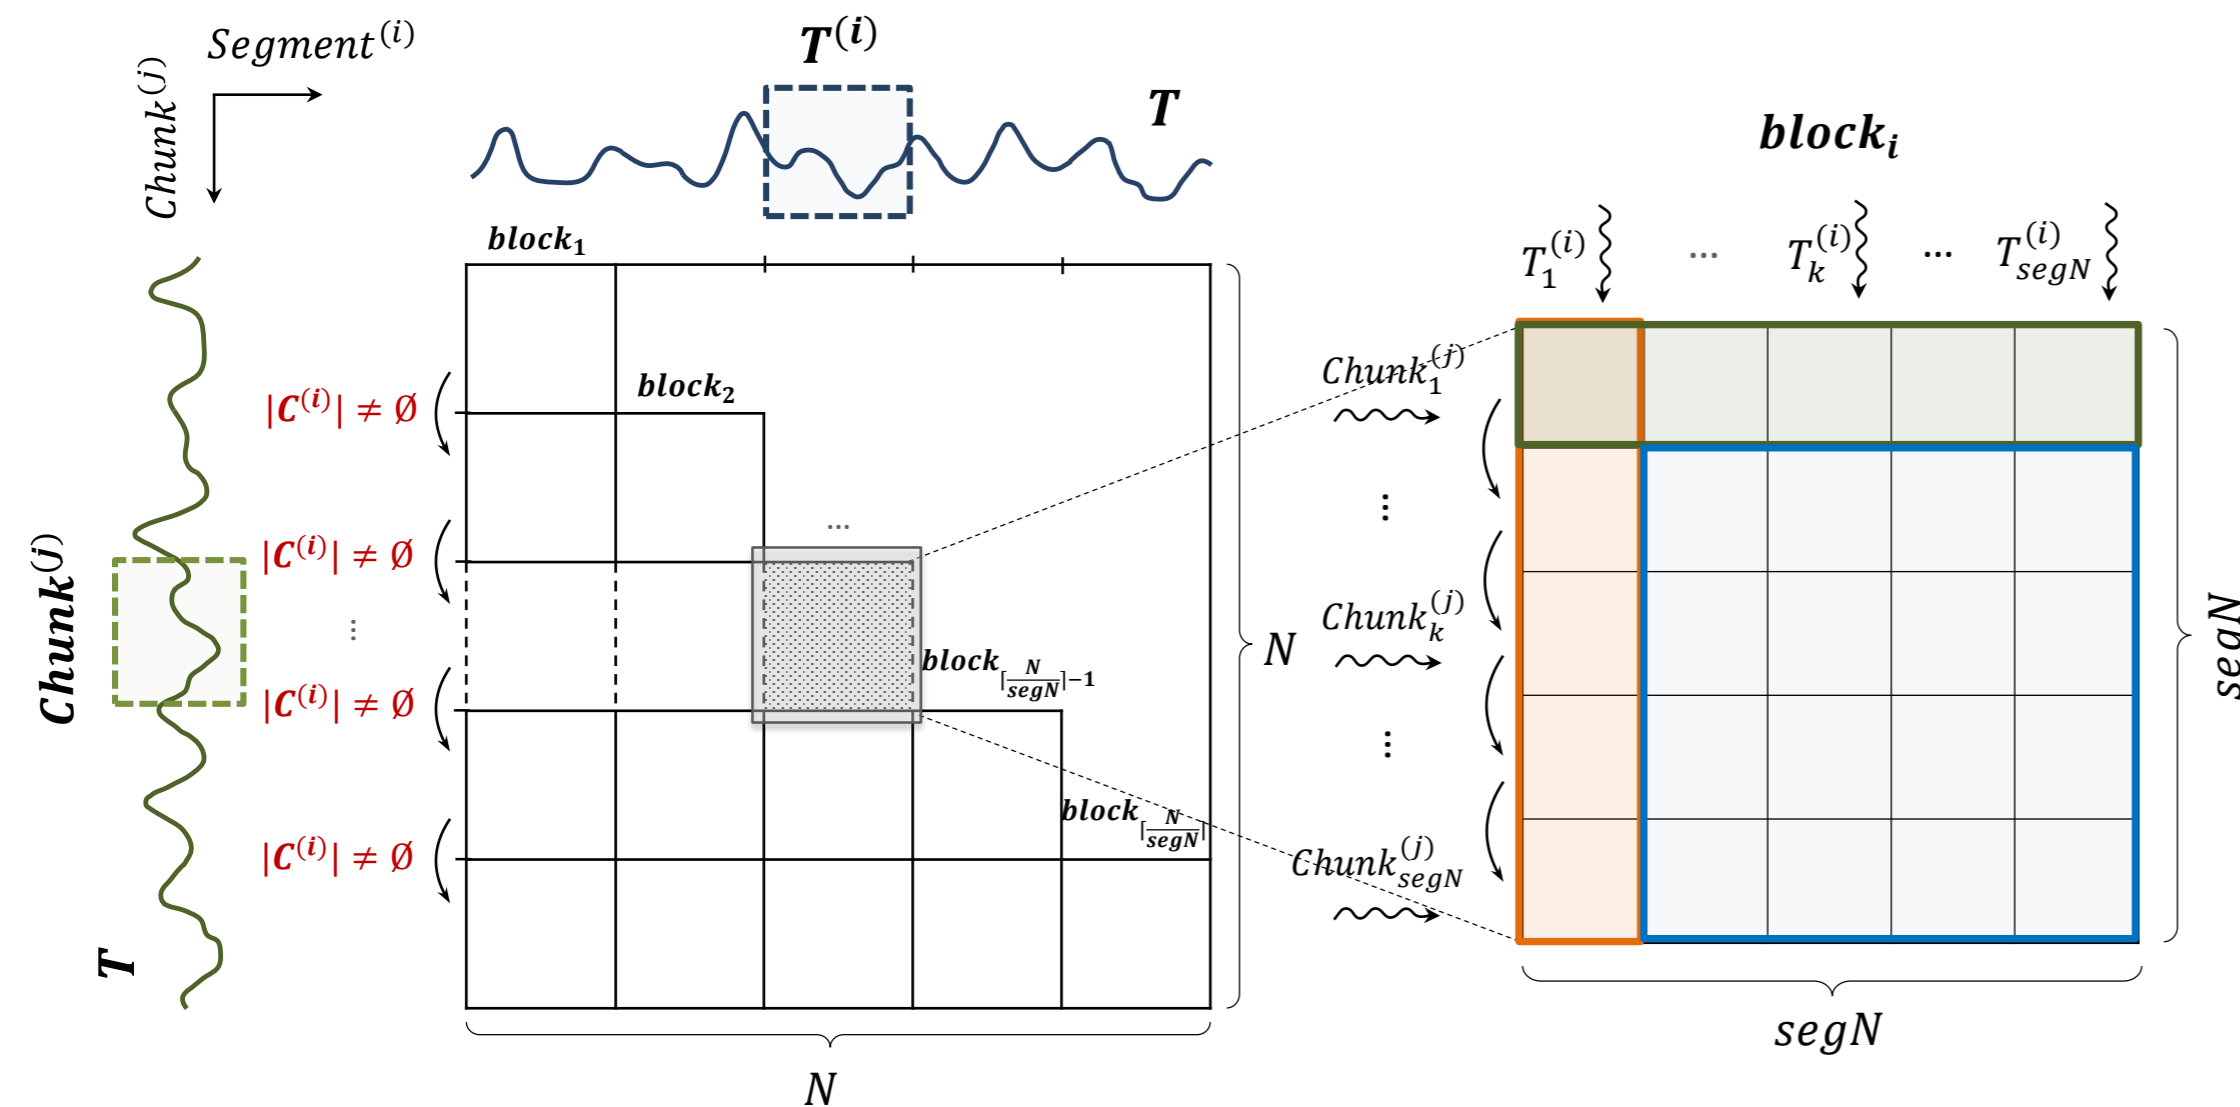 Segment^(i)
Chunk^(j)
T^(i)
T
block_i
block_1
T_1^(i) ... T_k^(i) ... T_segN^(i)
|C^(i)| ≠ Ø
block_2
Chunk_1^(j)
⋮
|C^(i)| ≠ Ø
...
Chunk^(j)
⋮
block_⌈N/segN⌉−1
N
Chunk_k^(j)
segN
|C^(i)| ≠ Ø
⋮
block_⌈N/segN⌉
|C^(i)| ≠ Ø
Chunk_segN^(j)
T
segN
N